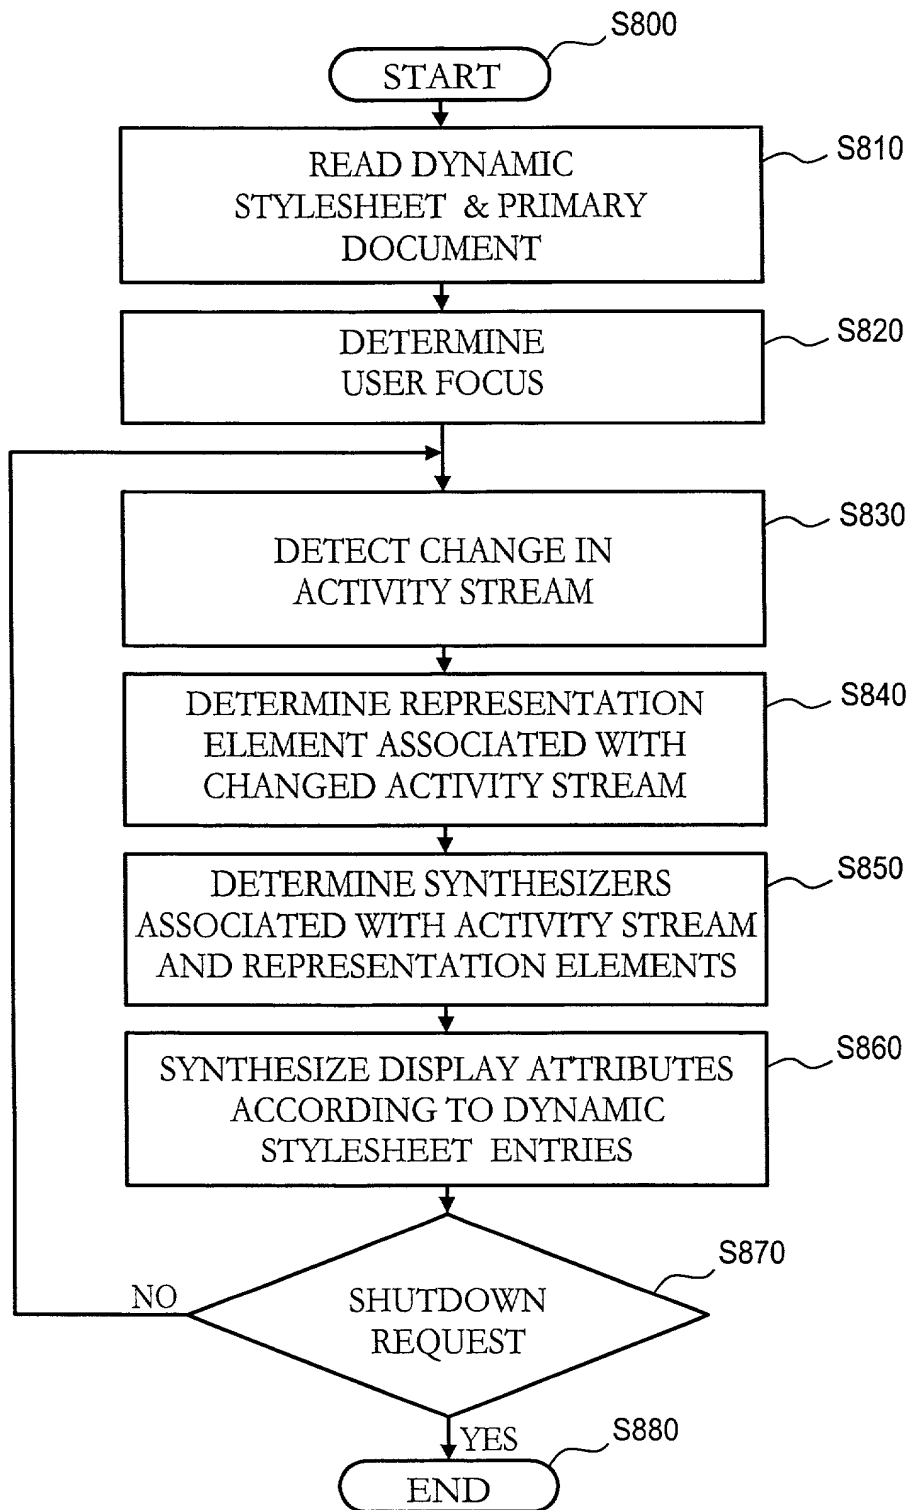 S800
START
S810
READ DYNAMIC
STYLESHEET & PRIMARY
DOCUMENT
S820
DETERMINE
USER FOCUS
S830
DETECT CHANGE IN
ACTIVITY STREAM
S840
DETERMINE REPRESENTATION
ELEMENT ASSOCIATED WITH
CHANGED ACTIVITY STREAM
S850
DETERMINE SYNTHESIZERS
ASSOCIATED WITH ACTIVITY STREAM
AND REPRESENTATION ELEMENTS
S860
SYNTHESIZE DISPLAY ATTRIBUTES
ACCORDING TO DYNAMIC
STYLESHEET ENTRIES
S870
NO
SHUTDOWN
REQUEST
YES
S880
END